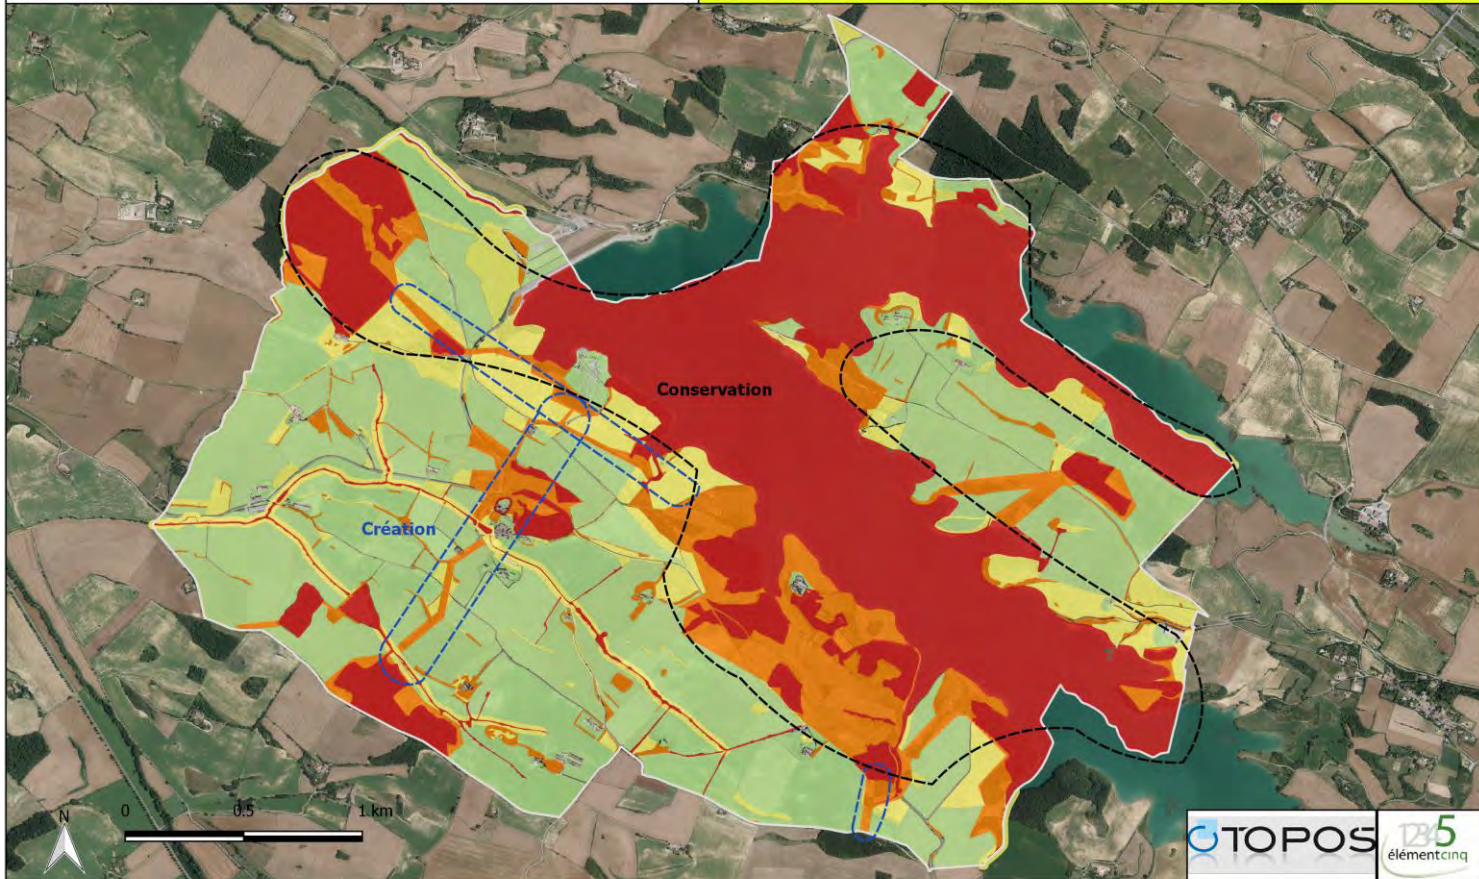 Conservation
Création
N
0 0.5 1 km
TOPOS
12345
élémentcinq